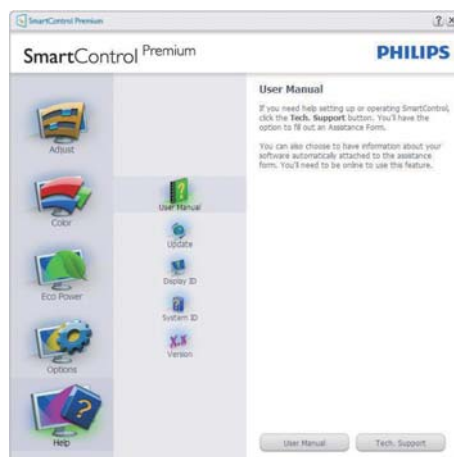 SmartControl Premium
SmartControl Premium
PHILIPS
Adjust
Color
Eco Power
Options
Help
User Manual
Update
Display ID
System ID
Version
User Manual
If you need help setting up or operating SmartControl,
click the Tech. Support button. You'll have the
option to fill out an Assistance Form.
You can also choose to have information about your
software automatically attached to the assistance
form. You'll need to be online to use this feature.
User Manual
Tech. Support